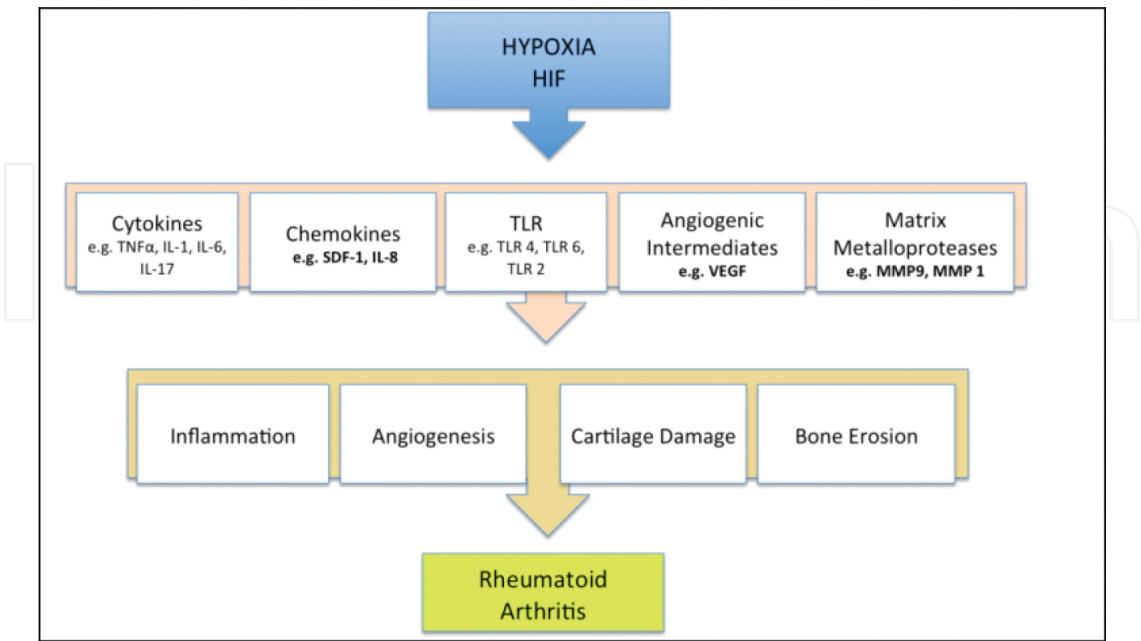 HYPOXIA
HIF
Cytokines
e.g. TNFα, IL-1, IL-6,
IL-17
Chemokines
e.g. SDF-1, IL-8
TLR
e.g. TLR 4, TLR 6,
TLR 2
Angiogenic
Intermediates
e.g. VEGF
Matrix
Metalloproteases
e.g. MMP9, MMP 1
Inflammation
Angiogenesis
Cartilage Damage
Bone Erosion
Rheumatoid
Arthritis